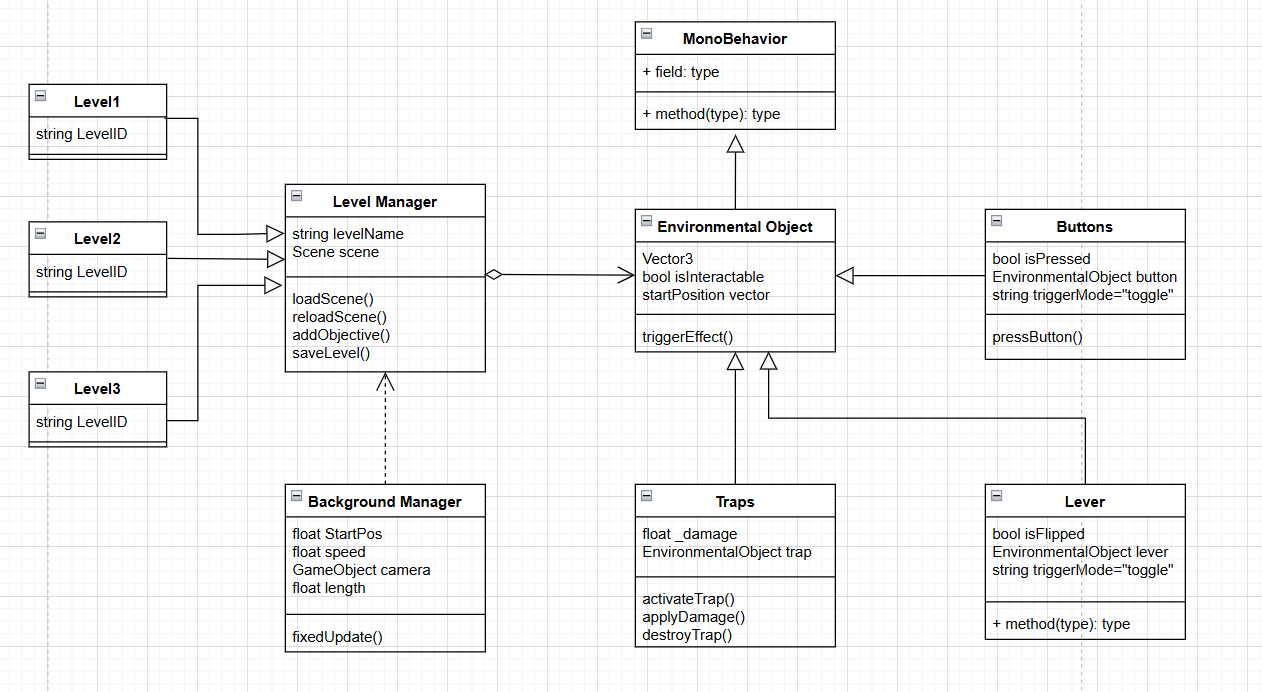 MonoBehavior
+ field: type
+ method(type): type
Level1
string LevelID
Level2
string LevelID
Level3
string LevelID
Level Manager
string levelName
Scene scene
loadScene()
reloadScene()
addObjective()
saveLevel()
Environmental Object
Vector3
bool isInteractable
startPosition vector
triggerEffect()
Buttons
bool isPressed
EnvironmentalObject button
string triggerMode="toggle"
pressButton()
Background Manager
float StartPos
float speed
GameObject camera
float length
fixedUpdate()
Traps
float _damage
EnvironmentalObject trap
activateTrap()
applyDamage()
destroyTrap()
Lever
bool isFlipped
EnvironmentalObject lever
string triggerMode="toggle"
+ method(type): type